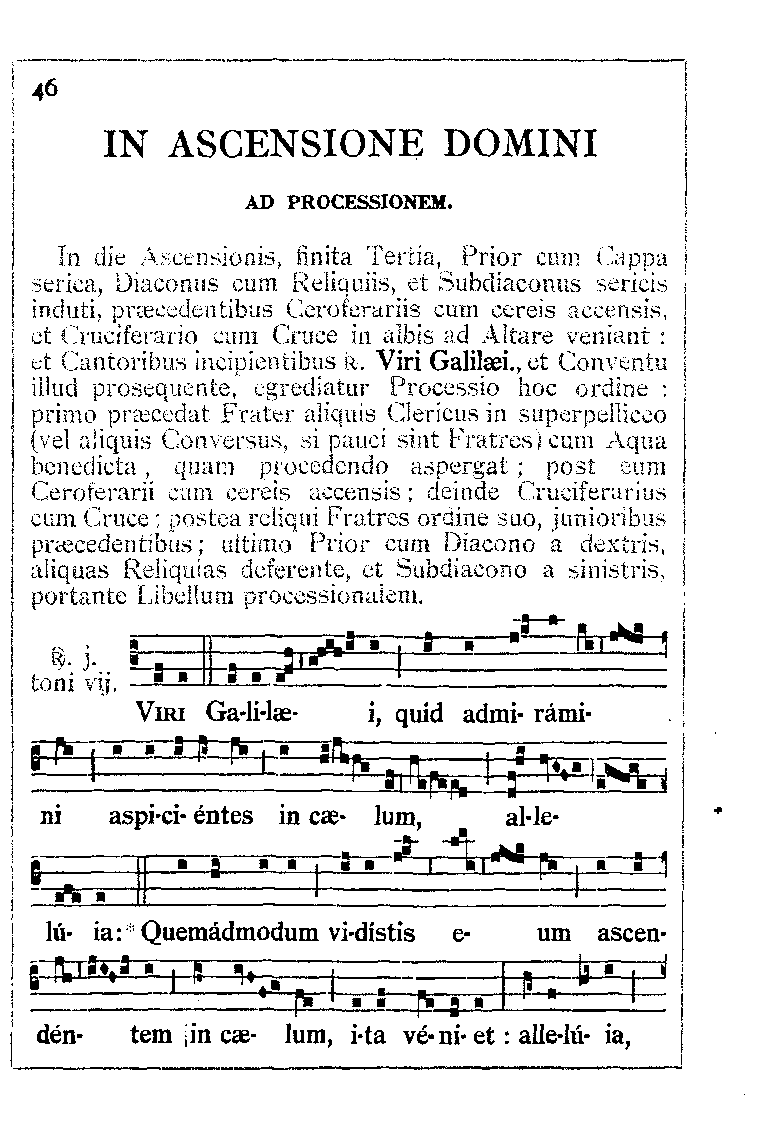 46
IN ASCENSIONE DOMINI
AD PROCESSIONEM.
In die Ascensionis, finita Tertia, Prior cum Cappa
serica, Diaconus cum Reliquiis, et Subdiaconus sericis
induti, præcedentibus Ceroferariis cum cereis accensis,
et Cruciferario cum Cruce in albis ad Altare veniant :
et Cantoribus incipientibus ℟. Viri Galilæi., et Conventu
illud prosequente, egrediatur Processio hoc ordine :
primo præcedat Frater aliquis Clericus in superpelliceo
(vel aliquis Conversus, si pauci sint Fratres) cum Aqua
benedicta , quam procedendo aspergat ; post eum
Ceroferarii cum cereis accensis ; deinde Cruciferarius
cum Cruce ; postea reliqui Fratres ordine suo, junioribus
præcedentibus ; ultimo Prior cum Diacono a dextris,
aliquas Reliquias deferente, et Subdiacono a sinistris,
portante Libellum processionalem.
℟. j.
toni vij.
VIRI Ga-li-læ- i, quid admi- rámi-
ni aspi-ci- éntes in cæ- lum, al-le-
lú- ia:* Quemádmodum vi-dístis e- um ascen-
dén- tem in cæ- lum, i-ta vé-ni- et : alle-lú- ia,